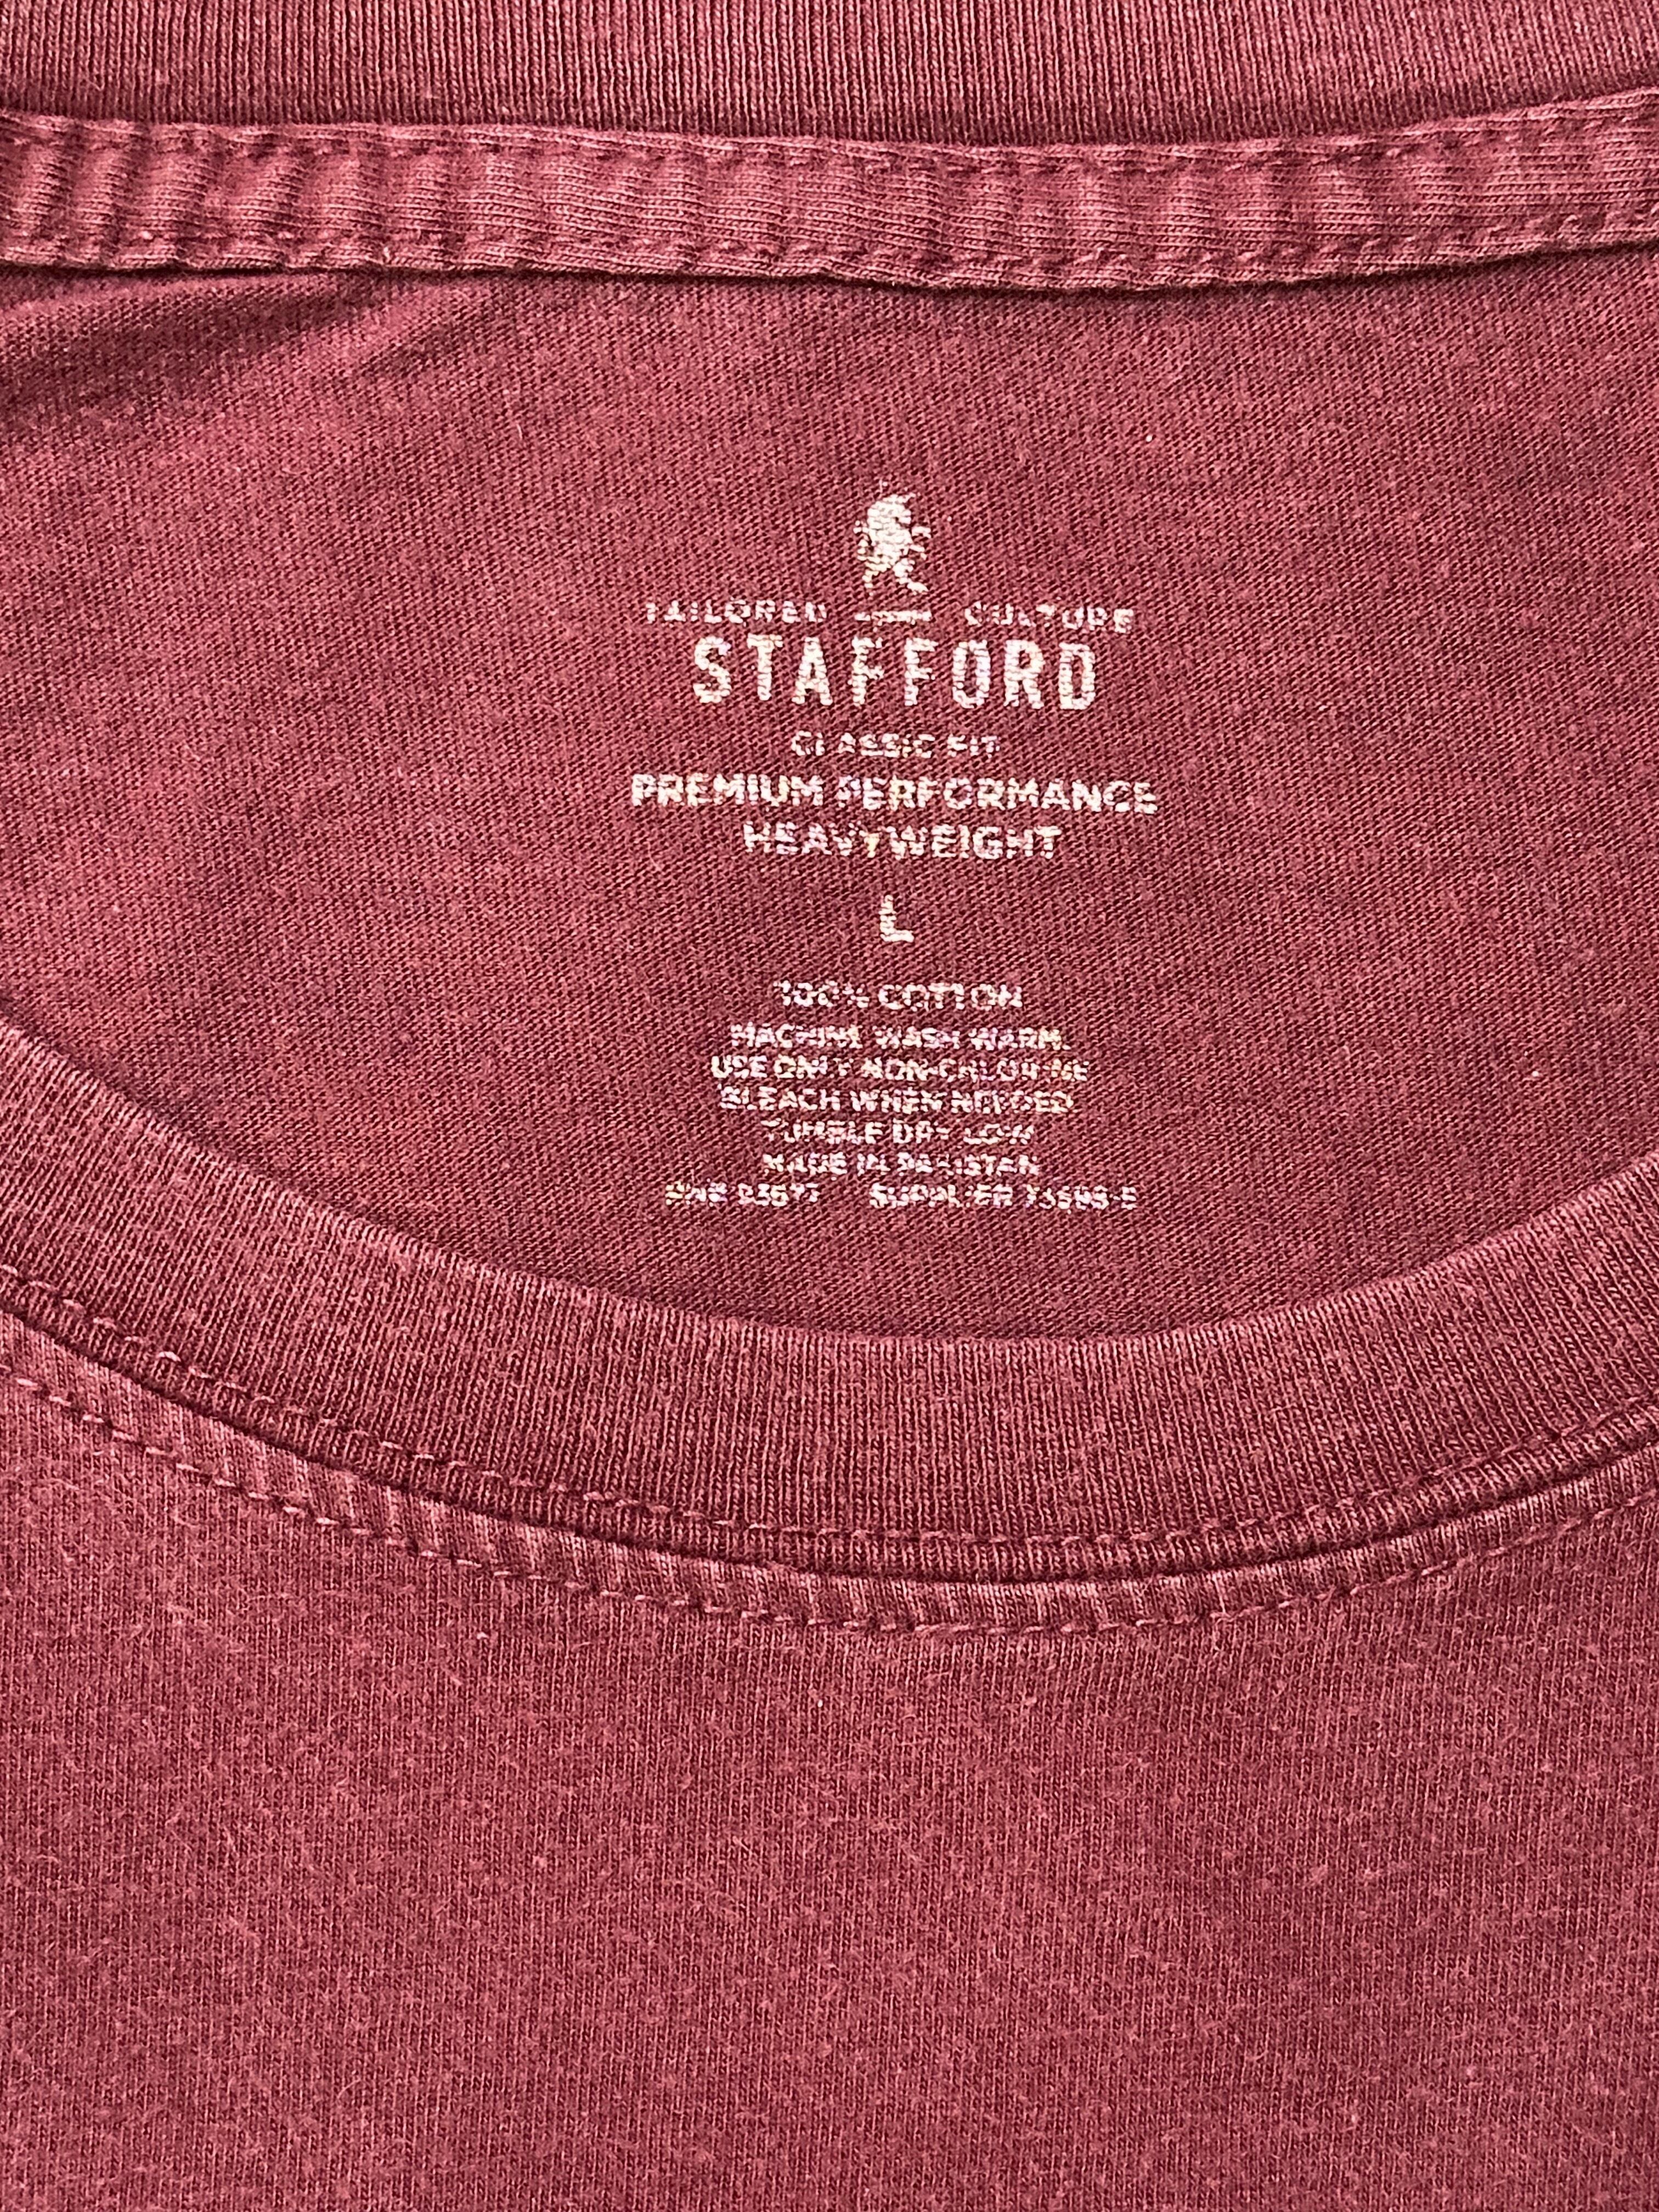 TAILORED CULTURE
STAFFORD
CLASSIC FIT
PREMIUM PERFORMANCE
HEAVYWEIGHT
L
100% COTTON
MACHINE WASH WARM.
USE ONLY NON-CHLORINE
BLEACH WHEN NEEDED
TUMBLE DRY LOW
MADE IN PAKISTAN
SUPPLIER